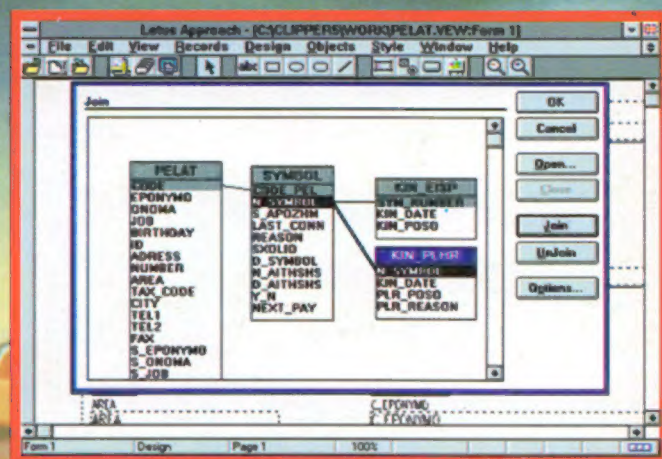 Lotus Approach - [C:\CLIPPER5\WORK\PELAT.VEW:Form 1]
File Edit View Records Design Objects Style Window Help
abc
Join
OK
Cancel
Open...
Close
Join
UnJoin
Options...
PELAT
CODE
EPONYMO
ONOMA
JOB
BIRTHDAY
ID
ADRESS
NUMBER
AREA
TAX_CODE
CITY
TEL1
TEL2
FAX
S_EPONYMO
S_ONOMA
S_JOB
SYMBOL
CODE_PEL
N_SYMBOL
S_APOZHM
LAST_CONN
REASON
SXOLIO
D_SYMBOL
N_AITHSHS
D_AITHSHS
Y_N
NEXT_PAY
KIN_EISP
SYM_NUMBER
KIN_DATE
KIN_POSO
KIN_PLHR
N_SYMBOL
KIN_DATE
PLR_POSO
PLR_REASON
AREA
C_EPONYMO
Form 1 Design Page 1 100%